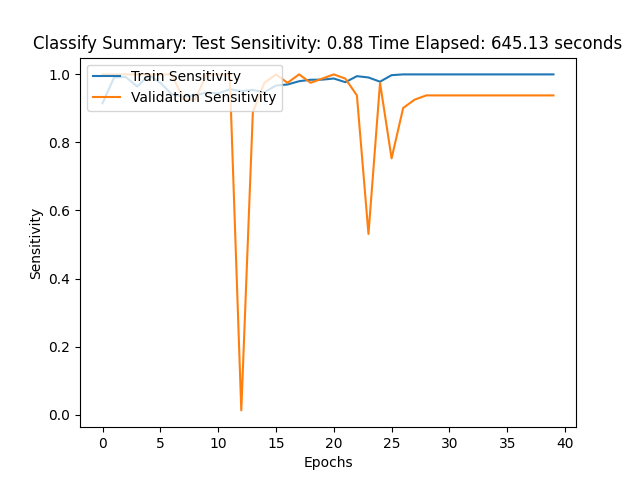 Classify Summary: Test Sensitivity: 0.88 Time Elapsed: 645.13 seconds
Train Sensitivity
Validation Sensitivity
1.0
0.8
0.6
0.4
0.2
0.0
Sensitivity
0 5 10 15 20 25 30 35 40
Epochs